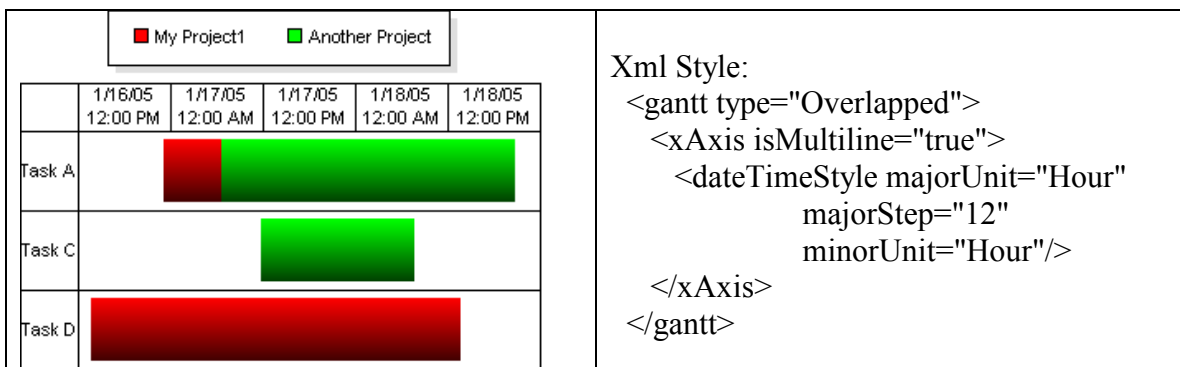 My Project1 Another Project
1/16/05 1/17/05 1/17/05 1/18/05 1/18/05
12:00 PM 12:00 AM 12:00 PM 12:00 AM 12:00 PM
Task A
Task C
Task D
Xml Style:
<gantt type="Overlapped">
<xAxis isMultiline="true">
<dateTimeStyle majorUnit="Hour"
majorStep="12"
minorUnit="Hour"/>
</xAxis>
</gantt>